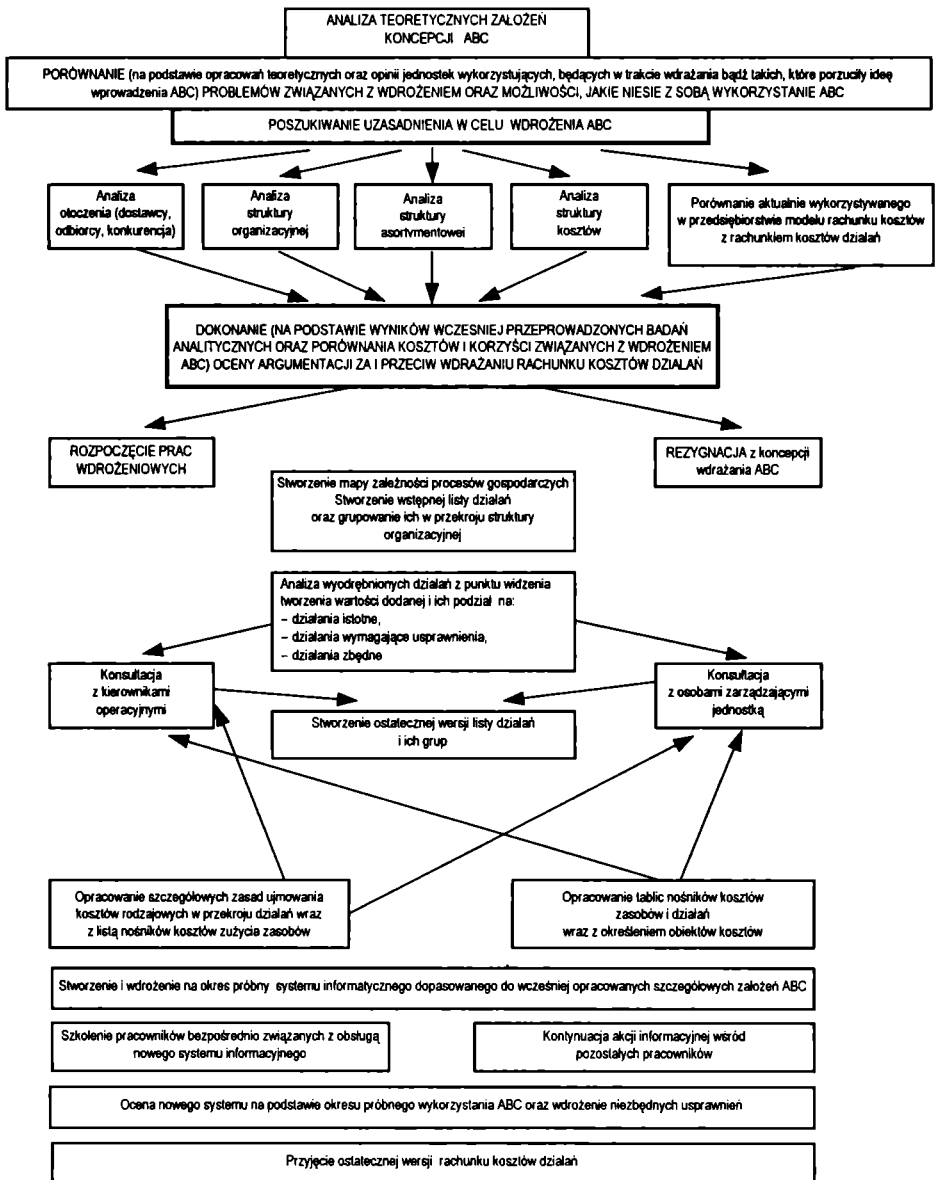 ANALIZA TEORETYCZNYCH ZAŁOŻEŃ
KONCEPCJI ABC
PORÓWNANIE (na podstawie opracowań teoretycznych oraz opinii jednostek wykorzystujących, będących w trakcie wdrażania bądź takich, które porzuciły ideę
wprowadzenia ABC) PROBLEMÓW ZWIĄZANYCH Z WDROŻENIEM ORAZ MOŻLIWOŚCI, JAKIE NIESIE Z SOBĄ WYKORZYSTANIE ABC
POSZUKIWANIE UZASADNIENIA W CELU WDROŻENIA ABC
Analiza
otoczenia (dostawcy,
odbiorcy, konkurencja)
Analiza
struktury
organizacyjnej
Analiza
struktury
asortymentowei
Analiza
struktury
kosztów
Porównanie aktualnie wykorzystywanego
w przedsiębiorstwie modelu rachunku kosztów
z rachunkiem kosztów działań
DOKONANIE (NA PODSTAWIE WYNIKÓW WCZESNIEJ PRZEPROWADZONYCH BADAŃ
ANALITYCZNYCH ORAZ PORÓWNANIA KOSZTÓW I KORZYŚCI ZWIĄZANYCH Z WDROŻENIEM
ABC) OCENY ARGUMENTACJI ZA I PRZECIW WDRAŻANIU RACHUNKU KOSZTÓW DZIAŁAŃ
ROZPOCZĘCIE PRAC
WDROŻENIOWYCH
REZYGNACJA z koncepcji
wdrażania ABC
Stworzenie mapy zależności procesów gospodarczych
Stworzenie wstępnej listy działań
oraz grupowanie ich w przekroju struktury
organizacyjnej
Analiza wyodrębnionych działań z punktu widzenia
tworzenia wartości dodanej i ich podział na:
– działania istotne,
– działania wymagające usprawnienia,
– działania zbędne
Konsultacja
z kierownikami
operacyjnymi
Konsultacja
z osobami zarządzającymi
jednostką
Stworzenie ostatecznej wersji listy działań
i ich grup
Opracowanie szczegółowych zasad ujmowania
kosztów rodzajowych w przekroju działań wraz
z listą nośników kosztów zużycia zasobów
Opracowanie tablic nośników kosztów
zasobów i działań
wraz z określeniem obiektów kosztów
Stworzenie i wdrożenie na okres próbny systemu informatycznego dopasowanego do wcześniej opracowanych szczegółowych założeń ABC
Szkolenie pracowników bezpośrednio związanych z obsługą
nowego systemu informacyjnego
Kontynuacja akcji informacyjnej wśród
pozostałych pracowników
Ocena nowego systemu na podstawie okresu próbnego wykorzystania ABC oraz wdrożenie niezbędnych usprawnień
Przyjęcie ostatecznej wersji rachunku kosztów działań